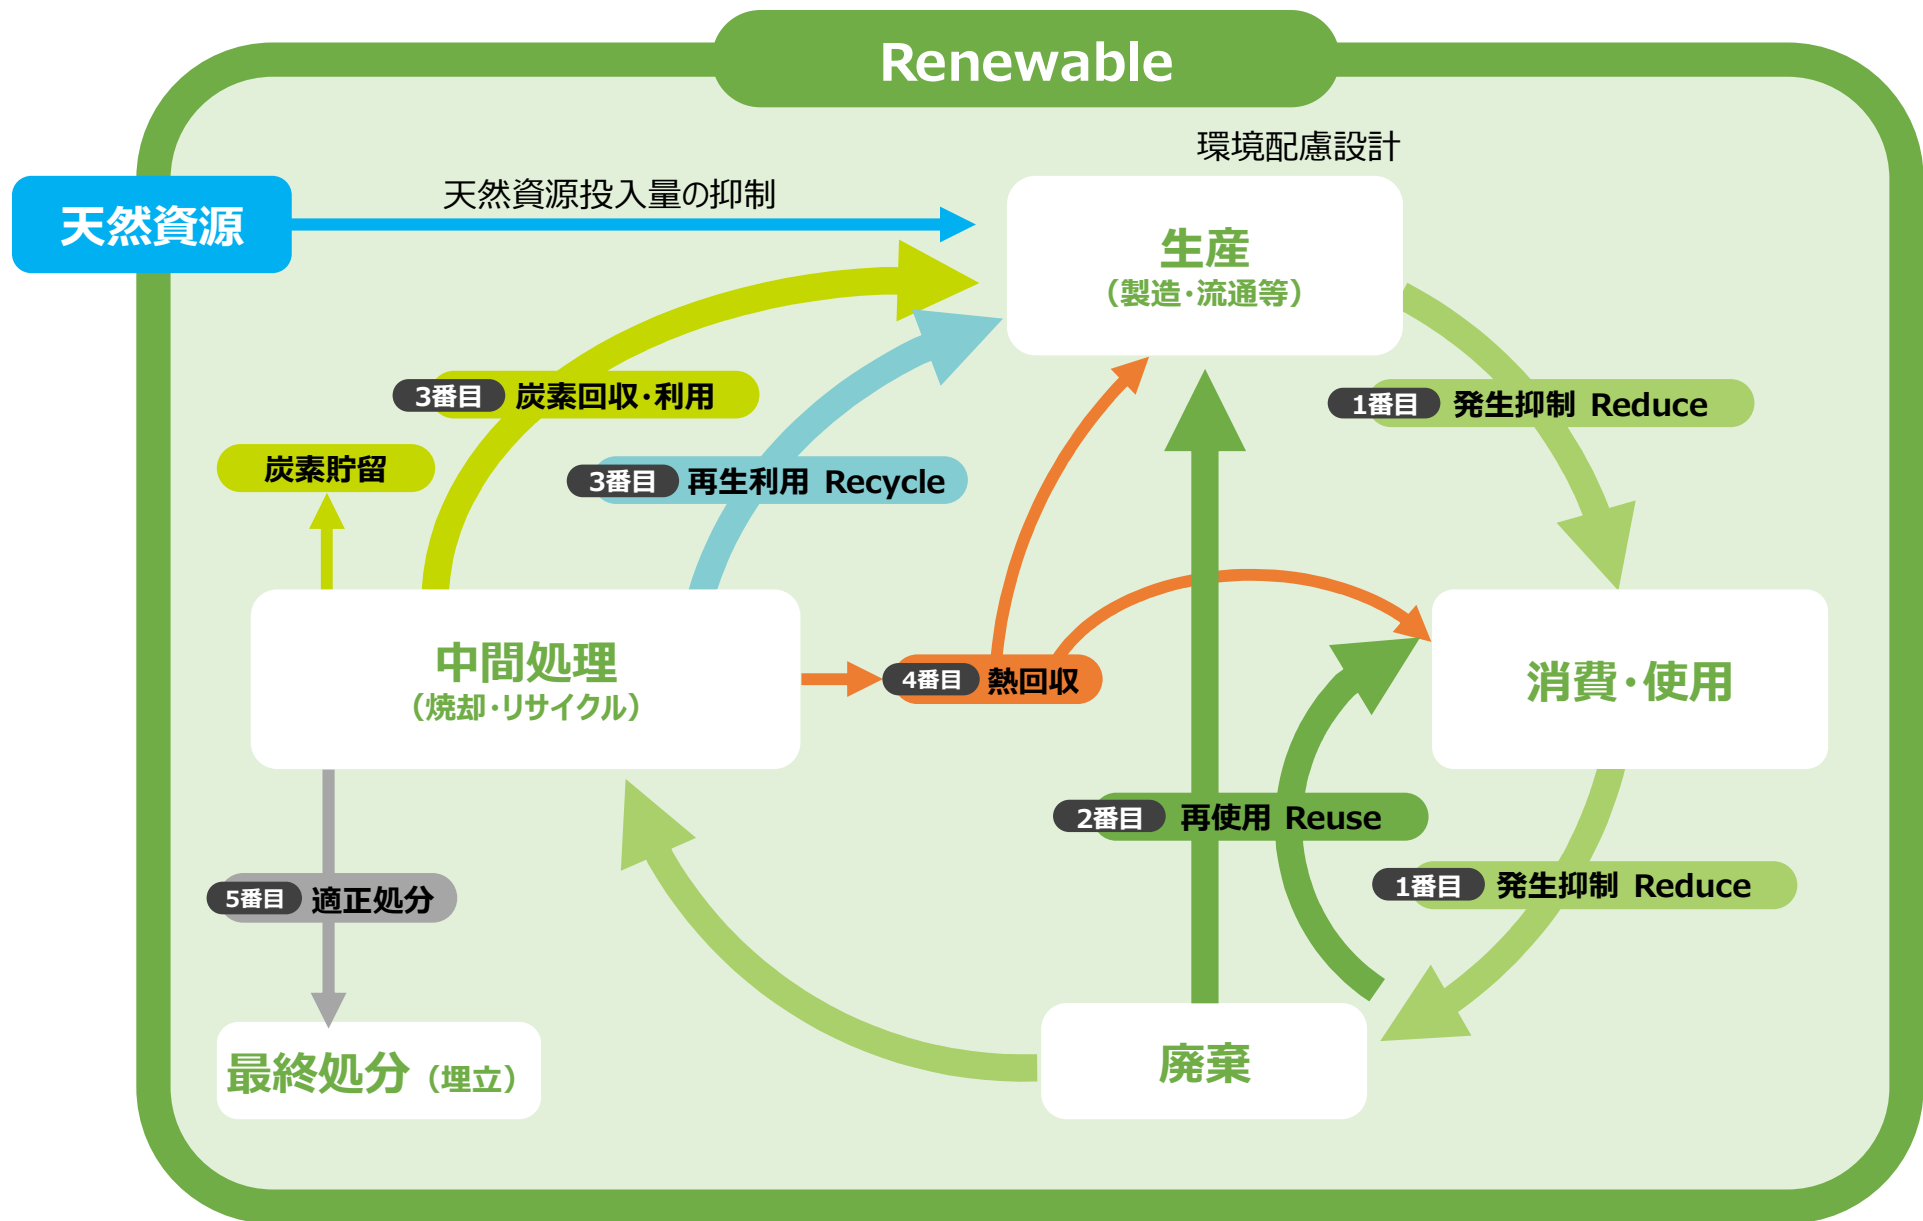 Renewable
環境配慮設計
天然資源
天然資源投入量の抑制
生産
（製造・流通等）
3番目 炭素回収・利用
1番目 発生抑制 Reduce
炭素貯留
3番目 再生利用 Recycle
中間処理
（焼却・リサイクル）
4番目 熱回収
消費・使用
2番目 再使用 Reuse
1番目 発生抑制 Reduce
5番目 適正処分
最終処分（埋立）
廃棄